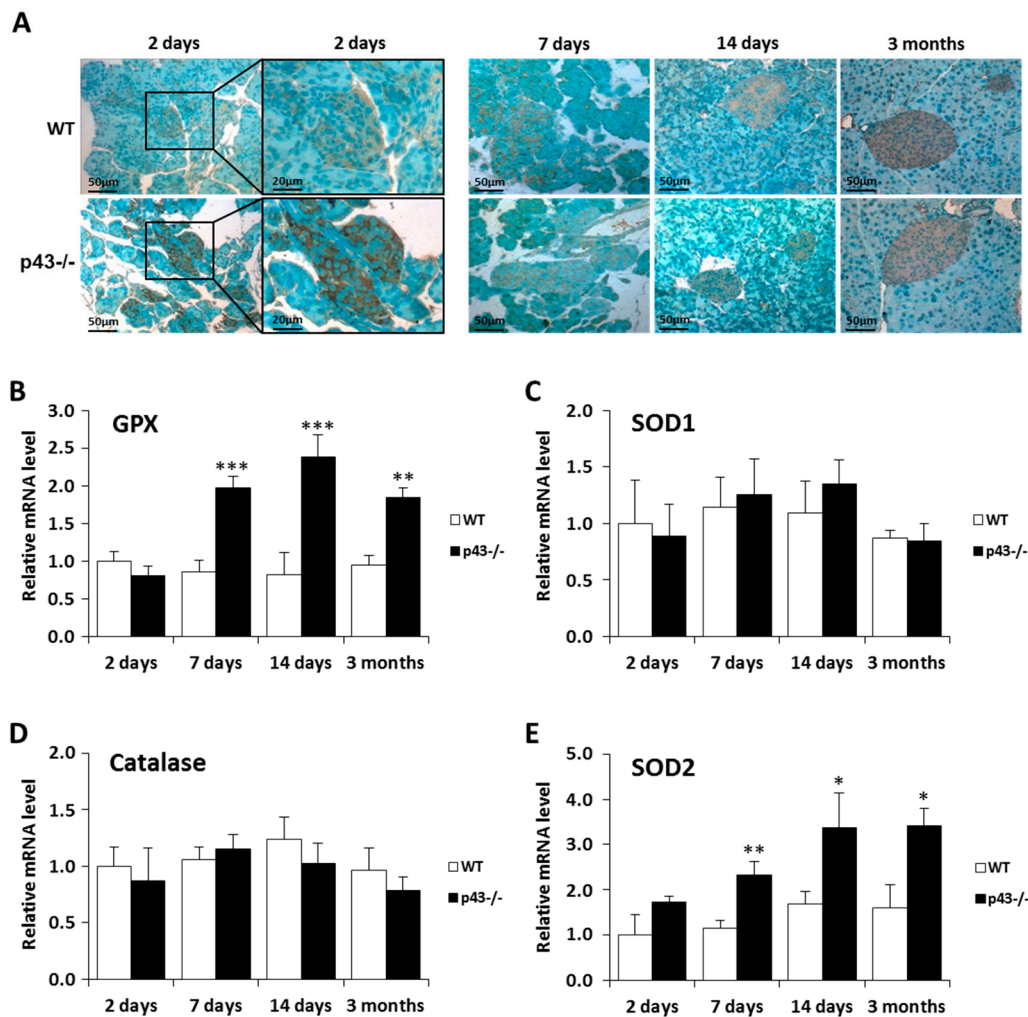 A
2 days 2 days 7 days 14 days 3 months
WT
50μm 20μm 50μm 50μm 50μm
p43-/-
50μm 20μm 50μm 50μm 50μm
B
GPX
Relative mRNA level
3.0
2.5
2.0
1.5
1.0
0.5
0.0
*** *** **
WT
p43-/-
2 days 7 days 14 days 3 months
C
SOD1
Relative mRNA level
2.0
1.5
1.0
0.5
0.0
WT
p43-/-
2 days 7 days 14 days 3 months
D
Catalase
Relative mRNA level
2.0
1.5
1.0
0.5
0.0
WT
p43-/-
2 days 7 days 14 days 3 months
E
SOD2
Relative mRNA level
5.0
4.0
3.0
2.0
1.0
0.0
** * *
WT
p43-/-
2 days 7 days 14 days 3 months